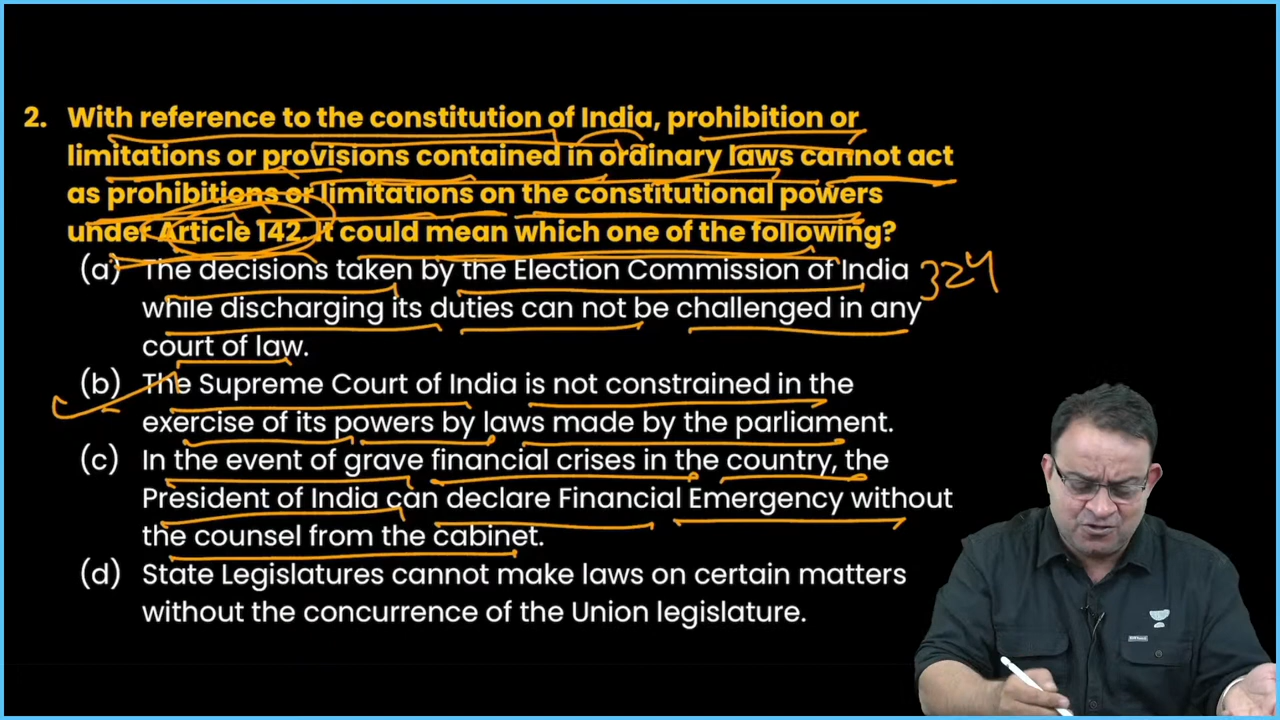 2. With reference to the constitution of India, prohibition or
limitations or provisions contained in ordinary laws cannot act
as prohibitions or limitations on the constitutional powers
under Article 142. It could mean which one of the following?
(a) The decisions taken by the Election Commission of India 324
while discharging its duties can not be challenged in any
court of law.
(b) The Supreme Court of India is not constrained in the
exercise of its powers by laws made by the parliament.
(c) In the event of grave financial crises in the country, the
President of India can declare Financial Emergency without
the counsel from the cabinet.
(d) State Legislatures cannot make laws on certain matters
without the concurrence of the Union legislature.